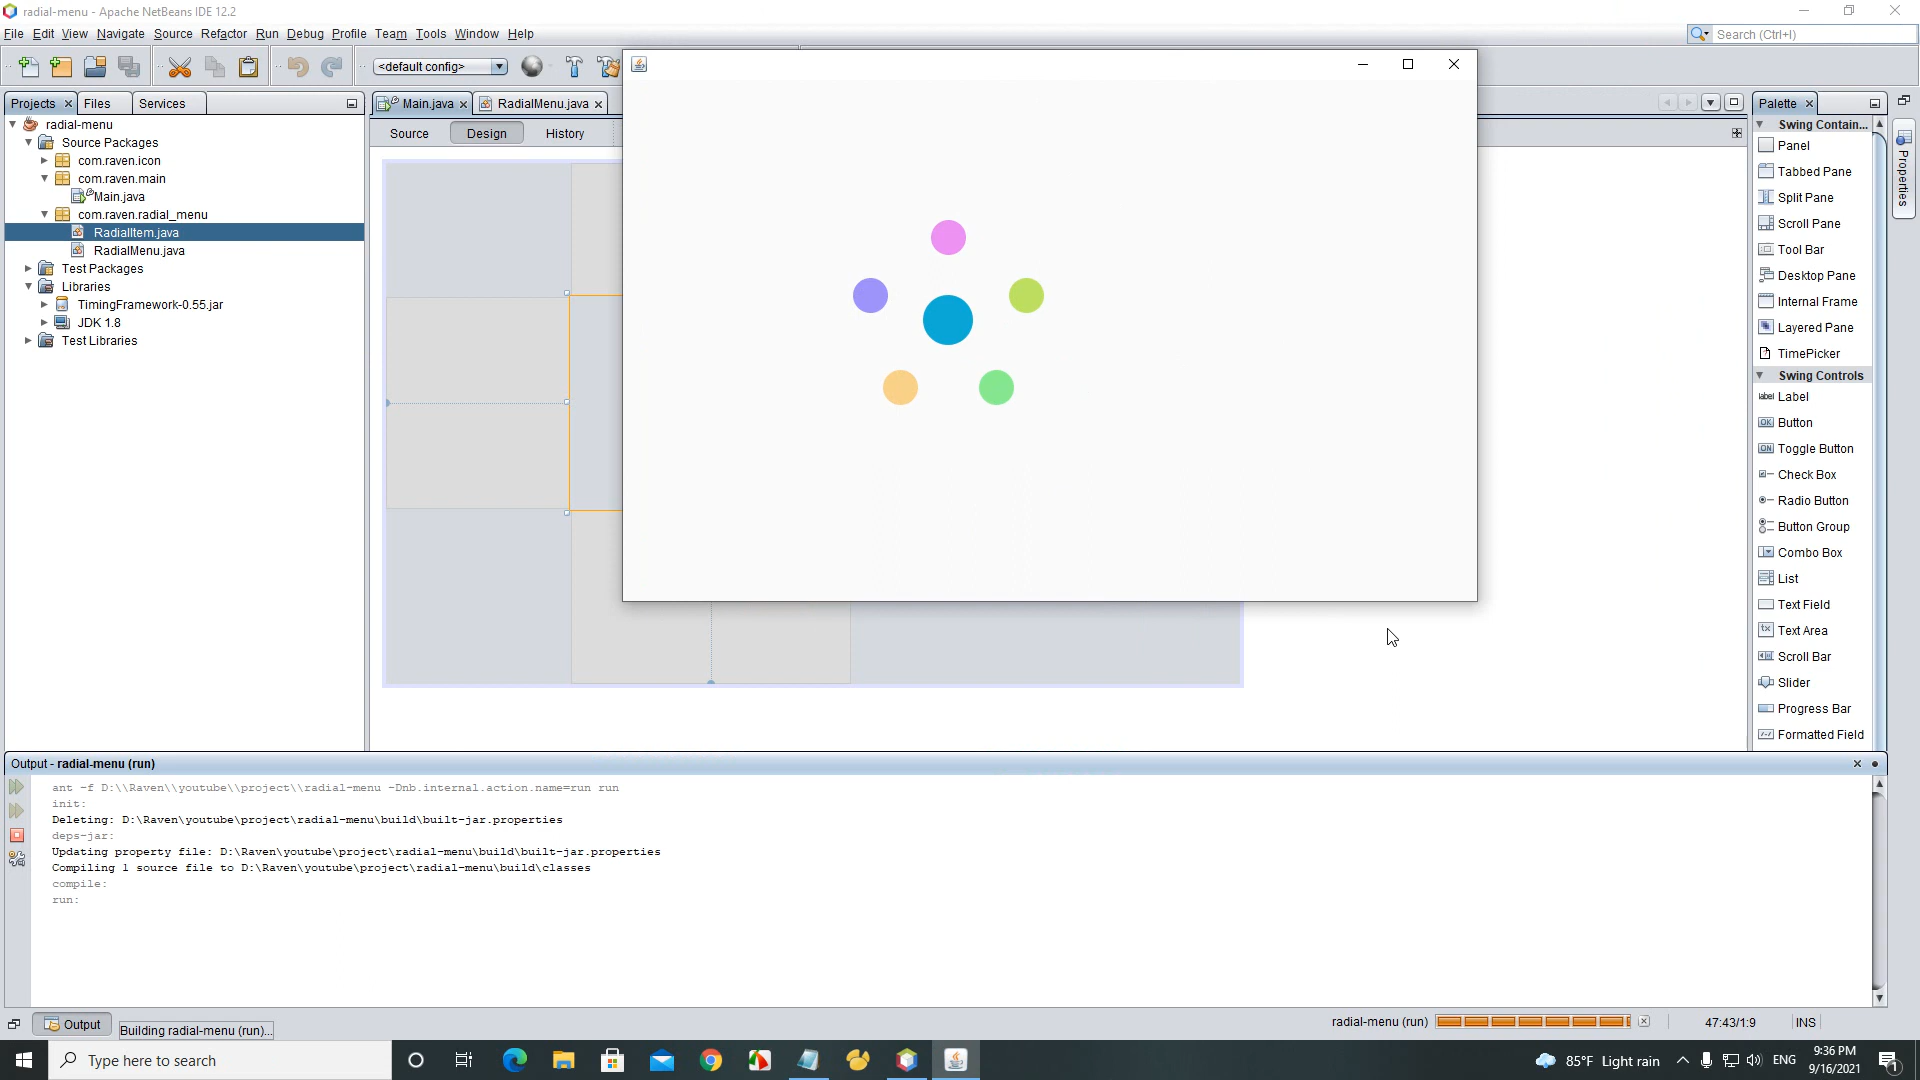 radial-menu - Apache NetBeans IDE 12.2
File Edit View Navigate Source Refactor Run Debug Profile Team Tools Window Help
Search (Ctrl+I)
<default config>
Projects Files Services
Main.java RadialMenu.java
Palette
Source Design History
radial-menu
Source Packages
com.raven.icon
com.raven.main
Main.java
com.raven.radial_menu
RadialItem.java
RadialMenu.java
Test Packages
Libraries
TimingFramework-0.55.jar
JDK 1.8
Test Libraries
Swing Contain...
Panel
Tabbed Pane
Split Pane
Scroll Pane
Tool Bar
Desktop Pane
Internal Frame
Layered Pane
TimePicker
Swing Controls
label Label
OK Button
ON Toggle Button
Check Box
Radio Button
Button Group
Combo Box
List
Text Field
Text Area
Scroll Bar
Slider
Progress Bar
Formatted Field
Properties
Output - radial-menu (run)
ant -f D:\\Raven\\youtube\\project\\radial-menu -Dnb.internal.action.name=run run
init:
Deleting: D:\Raven\youtube\project\radial-menu\build\built-jar.properties
deps-jar:
Updating property file: D:\Raven\youtube\project\radial-menu\build\built-jar.properties
Compiling 1 source file to D:\Raven\youtube\project\radial-menu\build\classes
compile:
run:
Output
Building radial-menu (run)...
radial-menu (run)
47:43/1:9
INS
Type here to search
85°F Light rain
ENG
9:36 PM
9/16/2021
1